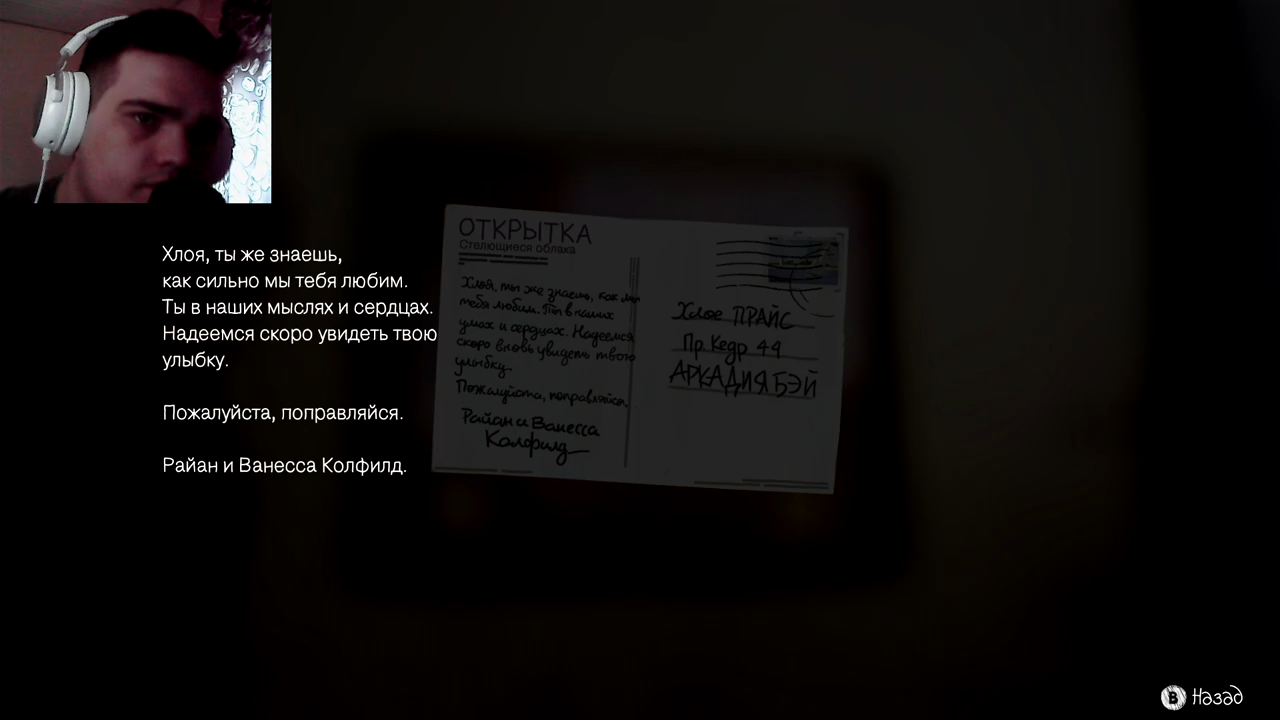 Хлоя, ты же знаешь,
как сильно мы тебя любим.
Ты в наших мыслях и сердцах.
Надеемся скоро увидеть твою
улыбку.
Пожалуйста, поправляйся.
Райан и Ванесса Колфилд.
ОТКРЫТКА
Стелющиеся облака
Хлоя, ты же знаешь, как мы
тебя любим. Ты в наших
умах и сердцах. Надеемся
скоро вновь увидеть твою
улыбку.
Пожалуйста, поправляйся.
Райан и Ванесса
Колфилд
Хлое ПРАЙС
Пр. Кедр 44
АРКАДИЯ БЭЙ
B Назад